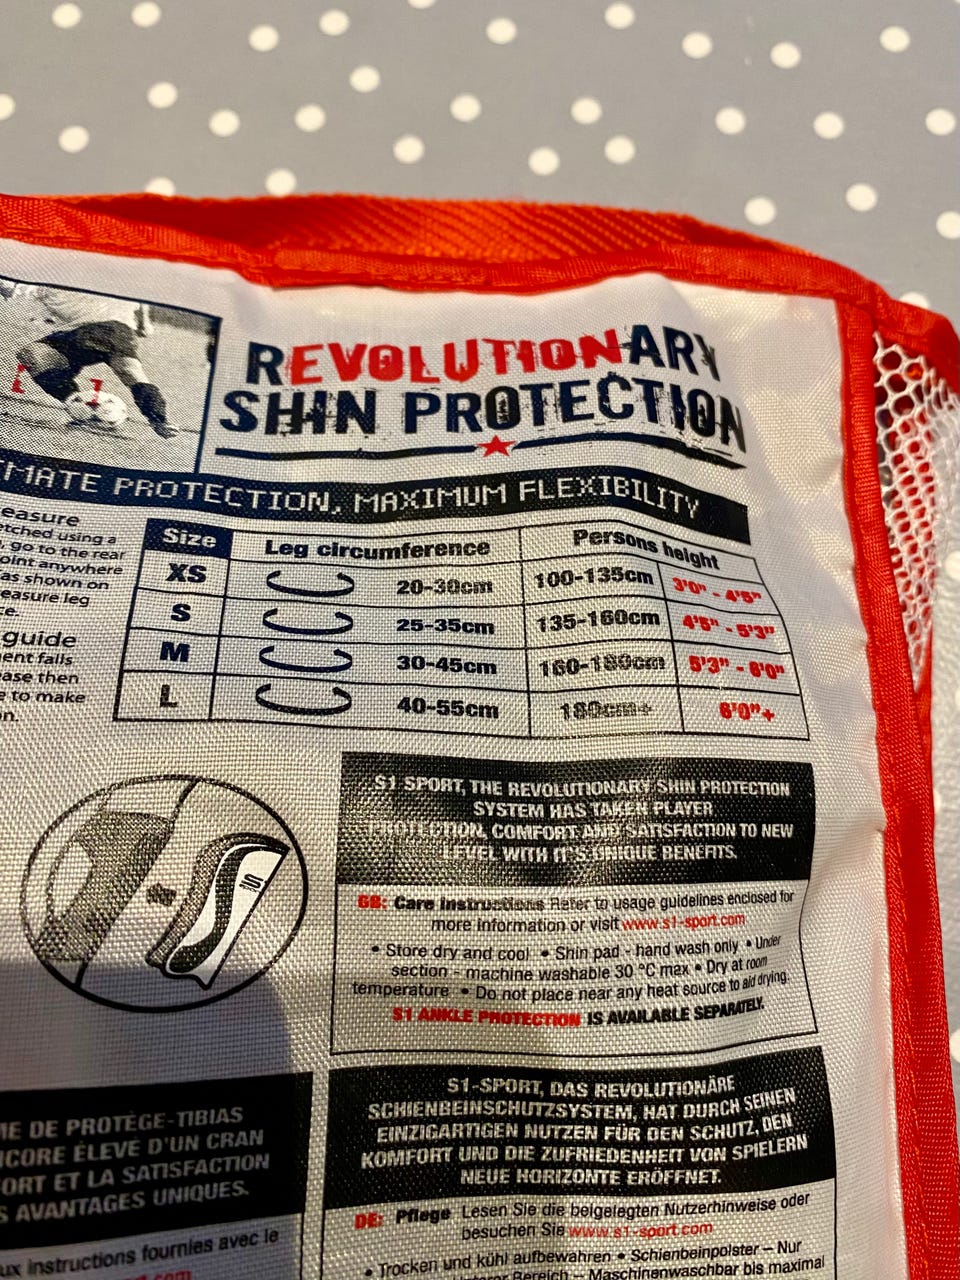 REVOLUTIONARY
SHIN PROTECTION
MATE PROTECTION, MAXIMUM FLEXIBILITY
easure
etched using a
, go to the rear
oint anywhere
as shown on
easure leg
ce.
guide
ent falls
ase then
e to make
n.
Size Leg circumference Persons height
XS 20-30cm 100-135cm 3'0" - 4'5"
S 25-35cm 135-160cm 4'5" - 5'3"
M 30-45cm 160-180cm 5'3" - 6'0"
L 40-55cm 180cm+ 6'0"+
S1 SPORT, THE REVOLUTIONARY SHIN PROTECTION
SYSTEM HAS TAKEN PLAYER
PROTECTION, COMFORT AND SATISFACTION TO NEW
LEVEL WITH IT'S UNIQUE BENEFITS.
GB: Care Instructions Refer to usage guidelines enclosed for
more information or visit www.s1-sport.com
• Store dry and cool • Shin pad - hand wash only • Under
section - machine washable 30 °C max • Dry at room
temperature • Do not place near any heat source to aid drying.
S1 ANKLE PROTECTION IS AVAILABLE SEPARATELY.
ME DE PROTÈGE-TIBIAS
NCORE ÉLEVÉ D'UN CRAN
ORT ET LA SATISFACTION
S AVANTAGES UNIQUES.
ux instructions fournies avec le
rt.com
S1-SPORT, DAS REVOLUTIONÄRE
SCHIENBEINSCHUTZSYSTEM, HAT DURCH SEINEN
EINZIGARTIGEN NUTZEN FÜR DEN SCHUTZ, DEN
KOMFORT UND DIE ZUFRIEDENHEIT VON SPIELERN
NEUE HORIZONTE ERÖFFNET.
DE: Pflege Lesen Sie die beigelegten Nutzerhinweise oder
besuchen Sie www.s1-sport.com
• Trocken und kühl aufbewahren • Schienbeinpolster – Nur
Bereich – Maschinenwaschbar bis maximal